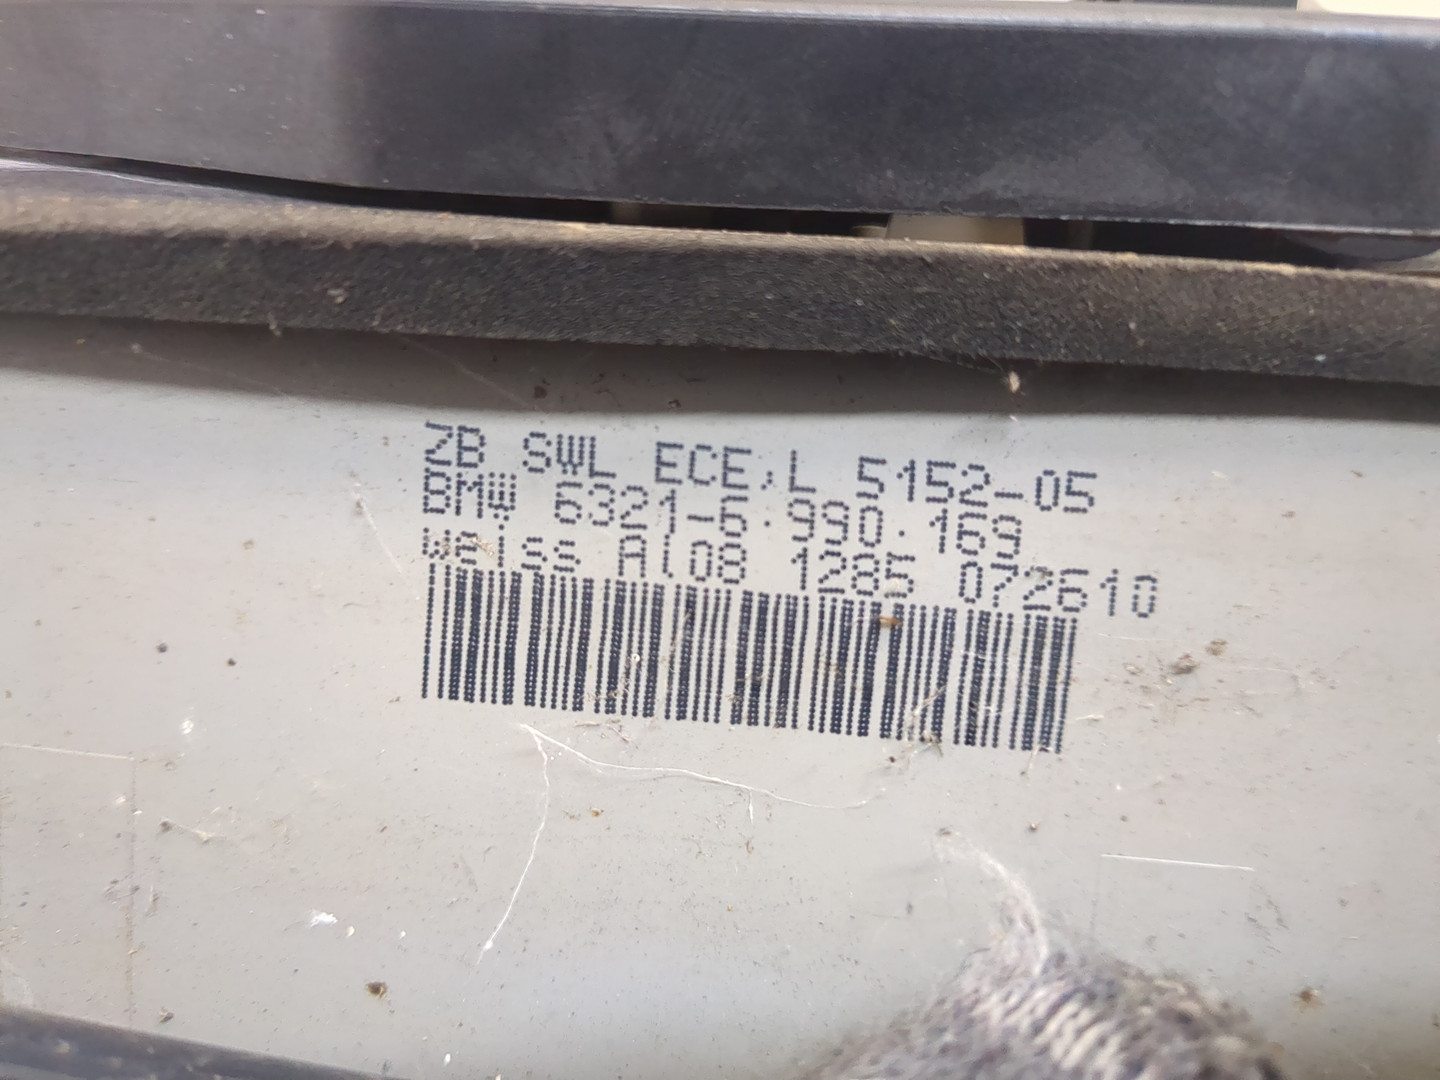 ZB SWL ECE,L 5152-05
BMW 6321-6.990.169
weiss Al08 1285 072610